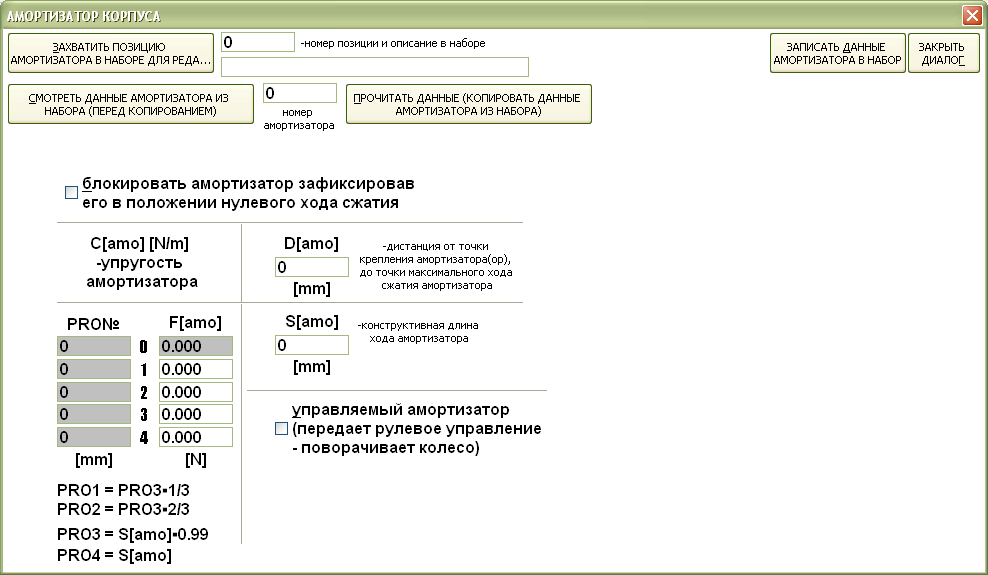 АМОРТИЗАТОР КОРПУСА
ЗАХВАТИТЬ ПОЗИЦИЮ
АМОРТИЗАТОРА В НАБОРЕ ДЛЯ РЕДА...
0
-номер позиции и описание в наборе
ЗАПИСАТЬ ДАННЫЕ
АМОРТИЗАТОРА В НАБОР
ЗАКРЫТЬ
ДИАЛОГ
СМОТРЕТЬ ДАННЫЕ АМОРТИЗАТОРА ИЗ
НАБОРА (ПЕРЕД КОПИРОВАНИЕМ)
0
номер
амортизатора
ПРОЧИТАТЬ ДАННЫЕ (КОПИРОВАТЬ ДАННЫЕ
АМОРТИЗАТОРА ИЗ НАБОРА)
блокировать амортизатор зафиксировав
его в положении нулевого хода сжатия
C[amo] [N/m]
-упругость
амортизатора
D[amo]
0
[mm]
-дистанция от точки
крепления амортизатора(ор),
до точки максимального хода
сжатия амортизатора
PRO№ F[amo]
0 0 0.000
0 1 0.000
0 2 0.000
0 3 0.000
0 4 0.000
[mm] [N]
S[amo]
0
[mm]
-конструктивная длина
хода амортизатора
управляемый амортизатор
(передает рулевое управление
- поворачивает колесо)
PRO1 = PRO3▪1/3
PRO2 = PRO3▪2/3
PRO3 = S[amo]▪0.99
PRO4 = S[amo]